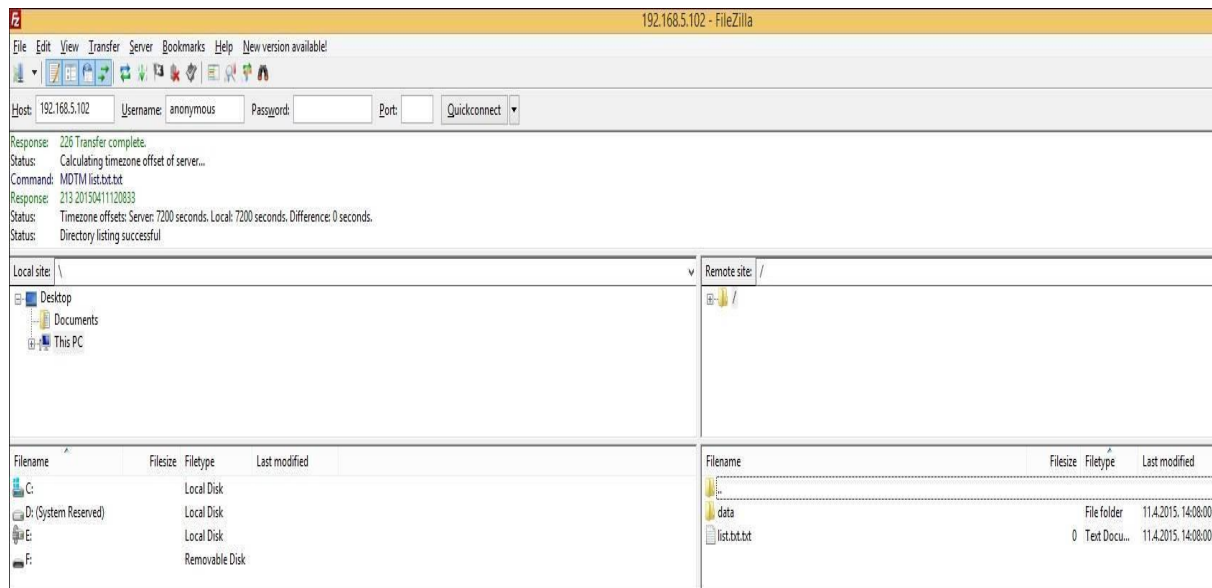 192.168.5.102 - FileZilla
File Edit View Transfer Server Bookmarks Help New version available!
Host: 192.168.5.102 Username: anonymous Password: Port: Quickconnect
Response: 226 Transfer complete.
Status: Calculating timezone offset of server...
Command: MDTM list.txt.txt
Response: 213 20150411120833
Status: Timezone offsets: Server: 7200 seconds. Local: 7200 seconds. Difference: 0 seconds.
Status: Directory listing successful
Local site: \
Remote site: /
Desktop
Documents
This PC
/
Filename Filesize Filetype Last modified
C: Local Disk
D: (System Reserved) Local Disk
E: Local Disk
F: Removable Disk
Filename Filesize Filetype Last modified
..
data File folder 11.4.2015. 14:08:00
list.txt.txt 0 Text Docu... 11.4.2015. 14:08:00